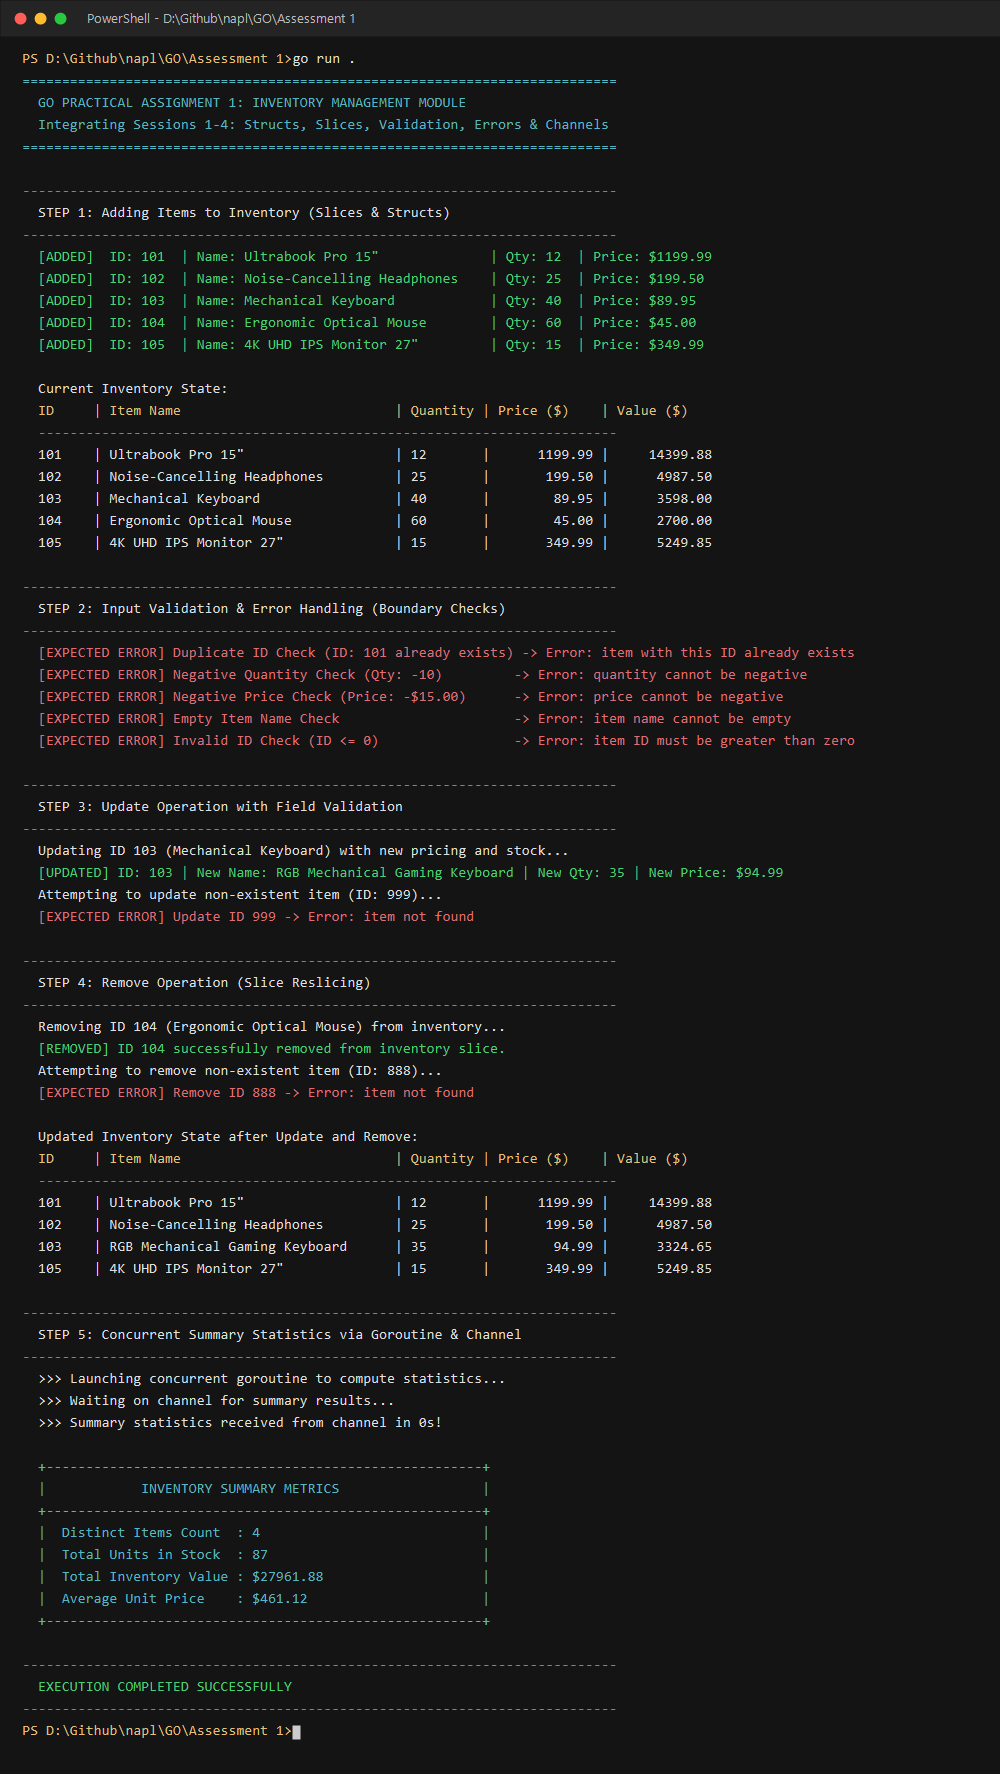 PowerShell - D:\Github\napl\GO\Assessment 1
PS D:\Github\napl\GO\Assessment 1>go run .
===========================================================================
  GO PRACTICAL ASSIGNMENT 1: INVENTORY MANAGEMENT MODULE
  Integrating Sessions 1-4: Structs, Slices, Validation, Errors & Channels
===========================================================================

---------------------------------------------------------------------------
  STEP 1: Adding Items to Inventory (Slices & Structs)
---------------------------------------------------------------------------
  [ADDED]  ID: 101  | Name: Ultrabook Pro 15"              | Qty: 12  | Price: $1199.99
  [ADDED]  ID: 102  | Name: Noise-Cancelling Headphones    | Qty: 25  | Price: $199.50
  [ADDED]  ID: 103  | Name: Mechanical Keyboard            | Qty: 40  | Price: $89.95
  [ADDED]  ID: 104  | Name: Ergonomic Optical Mouse        | Qty: 60  | Price: $45.00
  [ADDED]  ID: 105  | Name: 4K UHD IPS Monitor 27"         | Qty: 15  | Price: $349.99

  Current Inventory State:
  ID     | Item Name                           | Quantity | Price ($)    | Value ($)
  -------------------------------------------------------------------------
  101    | Ultrabook Pro 15"                   | 12       |      1199.99 |     14399.88
  102    | Noise-Cancelling Headphones         | 25       |       199.50 |      4987.50
  103    | Mechanical Keyboard                 | 40       |        89.95 |      3598.00
  104    | Ergonomic Optical Mouse             | 60       |        45.00 |      2700.00
  105    | 4K UHD IPS Monitor 27"              | 15       |       349.99 |      5249.85

---------------------------------------------------------------------------
  STEP 2: Input Validation & Error Handling (Boundary Checks)
---------------------------------------------------------------------------
  [EXPECTED ERROR] Duplicate ID Check (ID: 101 already exists) -> Error: item with this ID already exists
  [EXPECTED ERROR] Negative Quantity Check (Qty: -10)         -> Error: quantity cannot be negative
  [EXPECTED ERROR] Negative Price Check (Price: -$15.00)      -> Error: price cannot be negative
  [EXPECTED ERROR] Empty Item Name Check                      -> Error: item name cannot be empty
  [EXPECTED ERROR] Invalid ID Check (ID <= 0)                 -> Error: item ID must be greater than zero

---------------------------------------------------------------------------
  STEP 3: Update Operation with Field Validation
---------------------------------------------------------------------------
  Updating ID 103 (Mechanical Keyboard) with new pricing and stock...
  [UPDATED] ID: 103 | New Name: RGB Mechanical Gaming Keyboard | New Qty: 35 | New Price: $94.99
  Attempting to update non-existent item (ID: 999)...
  [EXPECTED ERROR] Update ID 999 -> Error: item not found

---------------------------------------------------------------------------
  STEP 4: Remove Operation (Slice Reslicing)
---------------------------------------------------------------------------
  Removing ID 104 (Ergonomic Optical Mouse) from inventory...
  [REMOVED] ID 104 successfully removed from inventory slice.
  Attempting to remove non-existent item (ID: 888)...
  [EXPECTED ERROR] Remove ID 888 -> Error: item not found

  Updated Inventory State after Update and Remove:
  ID     | Item Name                           | Quantity | Price ($)    | Value ($)
  -------------------------------------------------------------------------
  101    | Ultrabook Pro 15"                   | 12       |      1199.99 |     14399.88
  102    | Noise-Cancelling Headphones         | 25       |       199.50 |      4987.50
  103    | RGB Mechanical Gaming Keyboard      | 35       |        94.99 |      3324.65
  105    | 4K UHD IPS Monitor 27"              | 15       |       349.99 |      5249.85

---------------------------------------------------------------------------
  STEP 5: Concurrent Summary Statistics via Goroutine & Channel
---------------------------------------------------------------------------
  >>> Launching concurrent goroutine to compute statistics...
  >>> Waiting on channel for summary results...
  >>> Summary statistics received from channel in 0s!

  +-------------------------------------------------------+
  |            INVENTORY SUMMARY METRICS                  |
  +-------------------------------------------------------+
  |  Distinct Items Count  : 4                            |
  |  Total Units in Stock  : 87                           |
  |  Total Inventory Value : $27961.88                    |
  |  Average Unit Price    : $461.12                      |
  +-------------------------------------------------------+

---------------------------------------------------------------------------
  EXECUTION COMPLETED SUCCESSFULLY
---------------------------------------------------------------------------
PS D:\Github\napl\GO\Assessment 1>